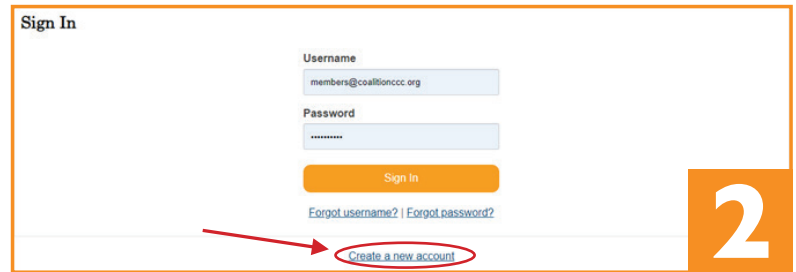 Sign In
Username
members@coalitionccc.org
Password
••••••••••
Sign In
Forgot username? | Forgot password?
Create a new account
2